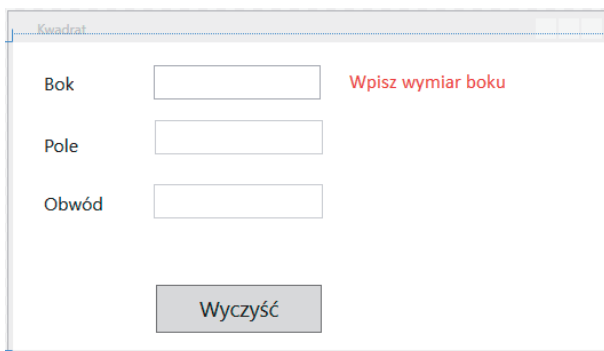 Kwadrat
Bok
Wpisz wymiar boku
Pole
Obwód
Wyczyść